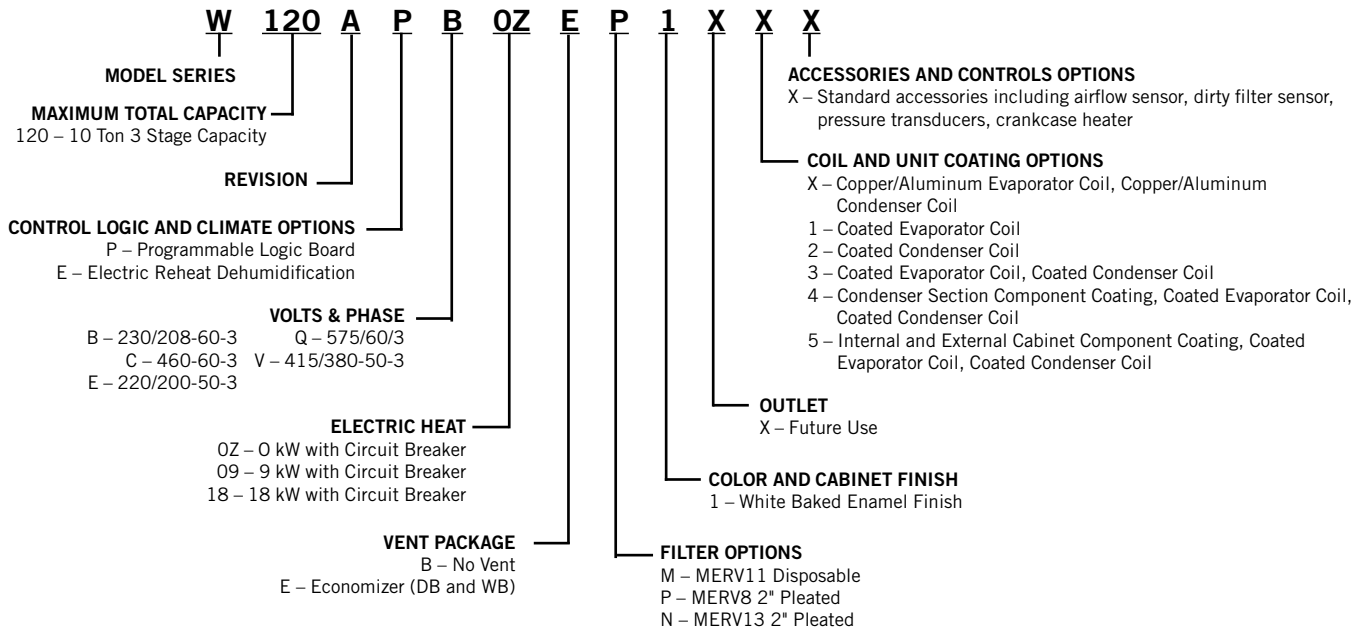 W 120 A P B 0Z E P 1 X X X
MODEL SERIES
MAXIMUM TOTAL CAPACITY
120 – 10 Ton 3 Stage Capacity
REVISION
CONTROL LOGIC AND CLIMATE OPTIONS
P – Programmable Logic Board
E – Electric Reheat Dehumidification
VOLTS & PHASE
B – 230/208-60-3 Q – 575/60/3
C – 460-60-3 V – 415/380-50-3
E – 220/200-50-3
ELECTRIC HEAT
0Z – 0 kW with Circuit Breaker
09 – 9 kW with Circuit Breaker
18 – 18 kW with Circuit Breaker
VENT PACKAGE
B – No Vent
E – Economizer (DB and WB)
ACCESSORIES AND CONTROLS OPTIONS
X – Standard accessories including airflow sensor, dirty filter sensor,
pressure transducers, crankcase heater
COIL AND UNIT COATING OPTIONS
X – Copper/Aluminum Evaporator Coil, Copper/Aluminum
Condenser Coil
1 – Coated Evaporator Coil
2 – Coated Condenser Coil
3 – Coated Evaporator Coil, Coated Condenser Coil
4 – Condenser Section Component Coating, Coated Evaporator Coil,
Coated Condenser Coil
5 – Internal and External Cabinet Component Coating, Coated
Evaporator Coil, Coated Condenser Coil
OUTLET
X – Future Use
COLOR AND CABINET FINISH
1 – White Baked Enamel Finish
FILTER OPTIONS
M – MERV11 Disposable
P – MERV8 2" Pleated
N – MERV13 2" Pleated